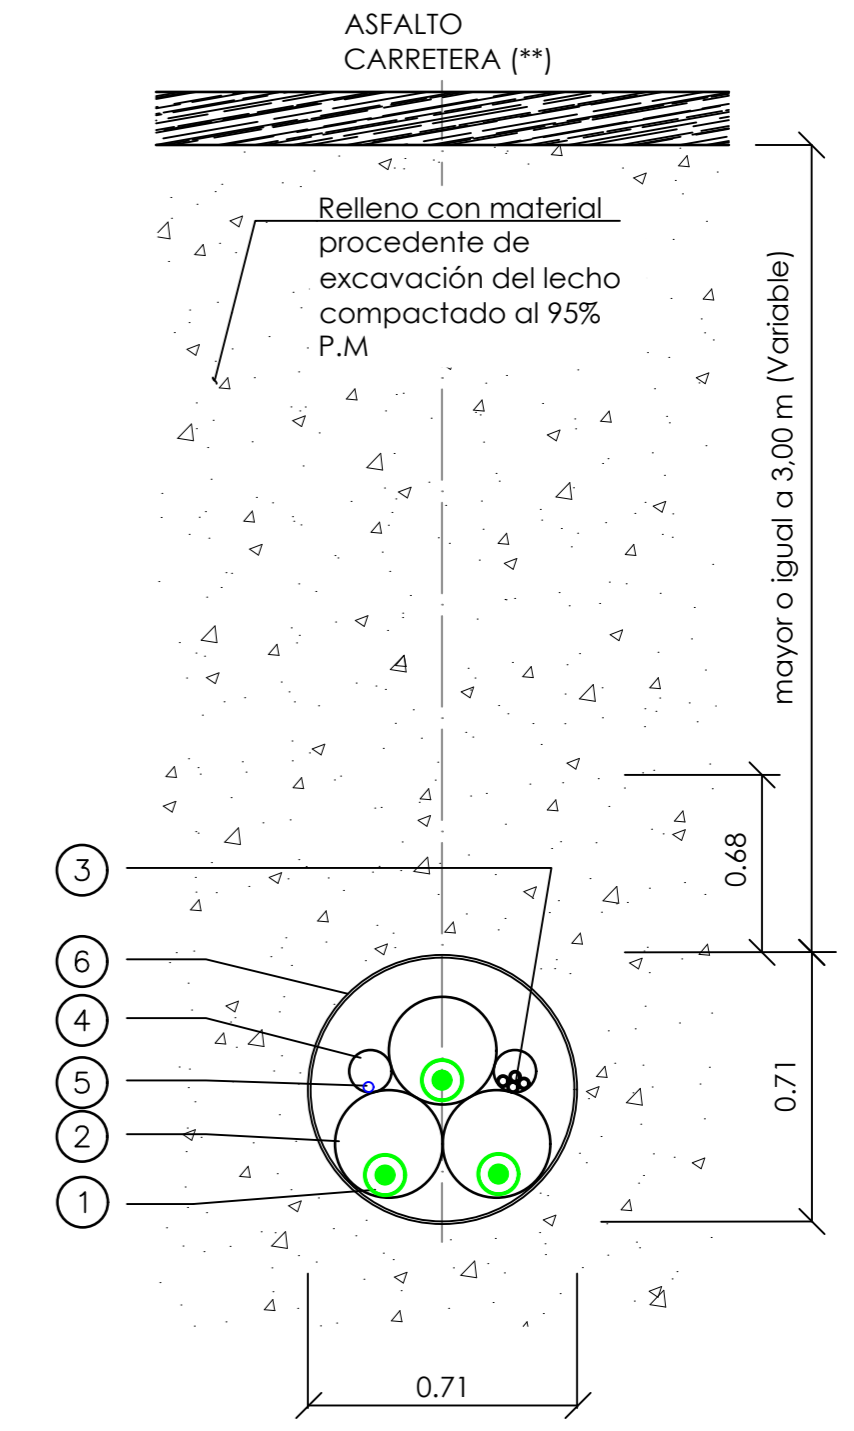 ASFALTO
CARRETERA (**)
Relleno con material
procedente de
excavación del lecho
compactado al 95%
P.M
mayor o igual a 3,00 m (Variable)
0.68
3
6
4
5
2
1
0.71
0.71